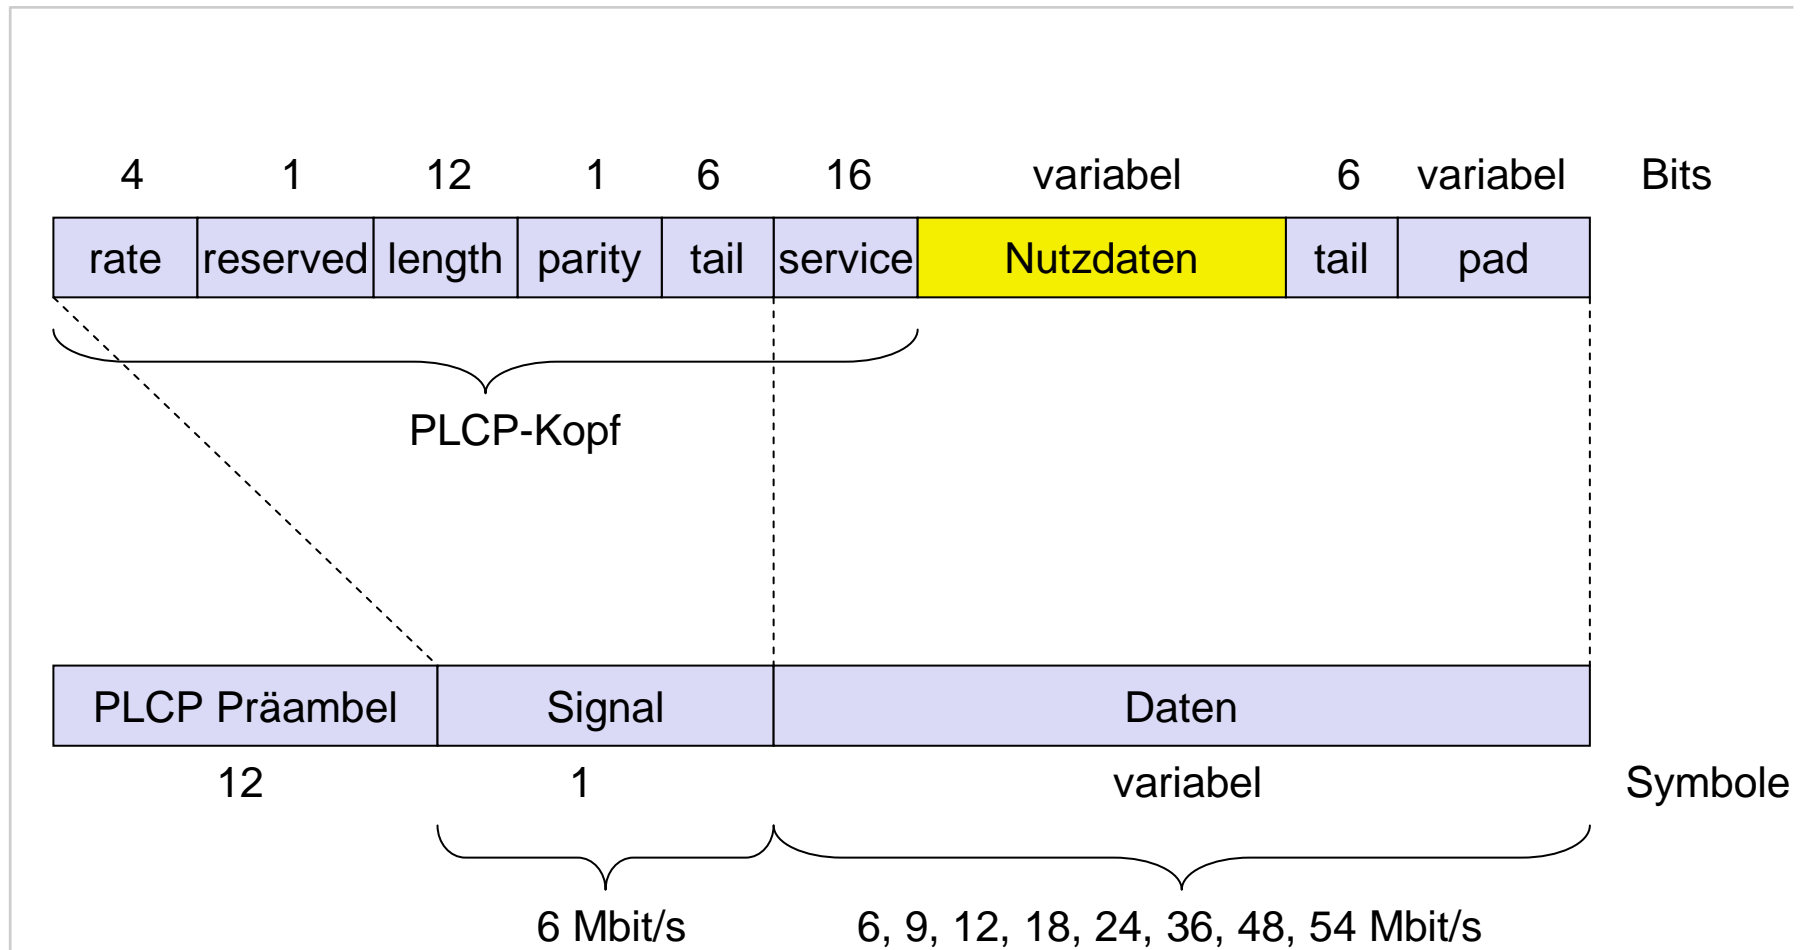 4 1 12 1 6 16 variabel 6 variabel Bits
rate reserved length parity tail service Nutzdaten tail pad
PLCP-Kopf
PLCP Präambel Signal Daten
12 1 variabel Symbole
6 Mbit/s 6, 9, 12, 18, 24, 36, 48, 54 Mbit/s